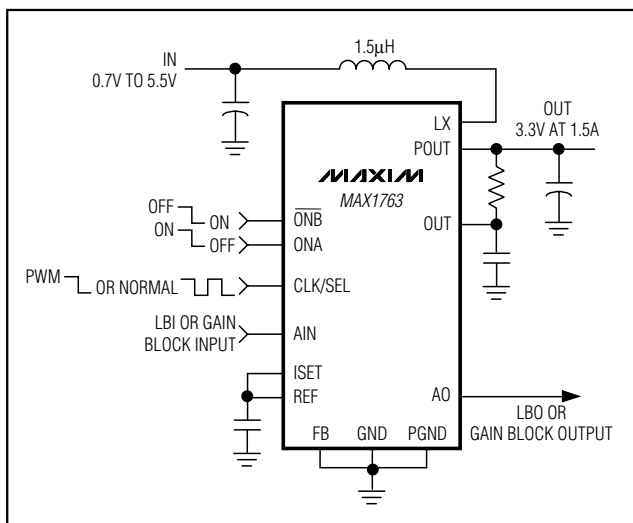 1.5µH
IN
0.7V TO 5.5V
OUT
3.3V AT 1.5A
LX
POUT
MAXIM
MAX1763
OFF
ON
ONB
OUT
ON
OFF
ONA
PWM
OR NORMAL
CLK/SEL
LBI OR GAIN
BLOCK INPUT
AIN
ISET
REF
AO
LBO OR
GAIN BLOCK OUTPUT
FB GND PGND